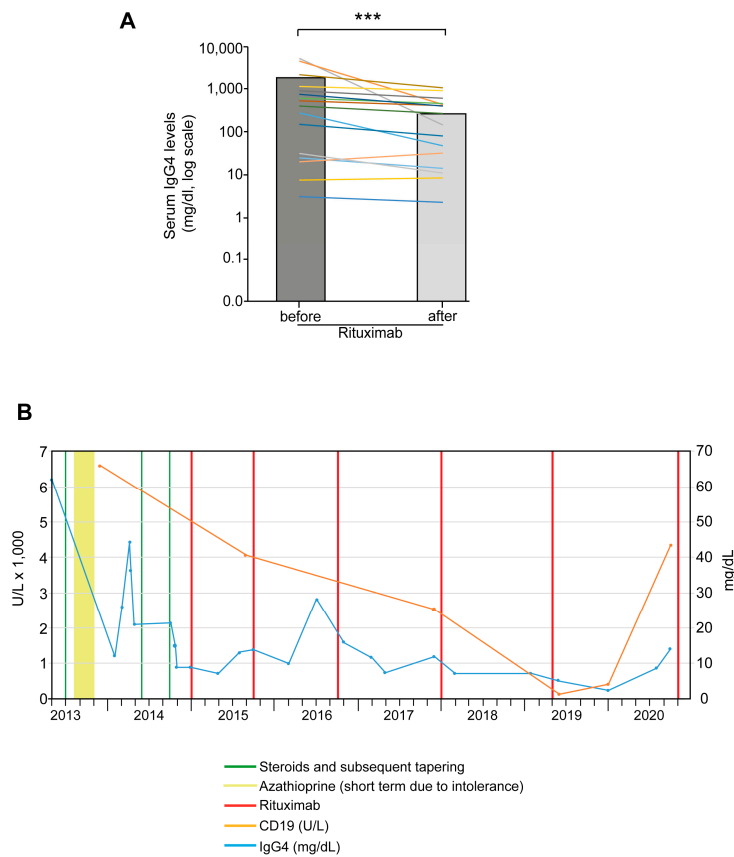 A
***
Serum IgG4 levels
(mg/dl, log scale)
10,000
1,000
100
10
1
0.1
0.0
before
after
Rituximab
B
U/L x 1,000
7
6
5
4
3
2
1
0
70
60
50
40
30
20
10
0
mg/dL
2013 2014 2015 2016 2017 2018 2019 2020
Steroids and subsequent tapering
Azathioprine (short term due to intolerance)
Rituximab
CD19 (U/L)
IgG4 (mg/dL)